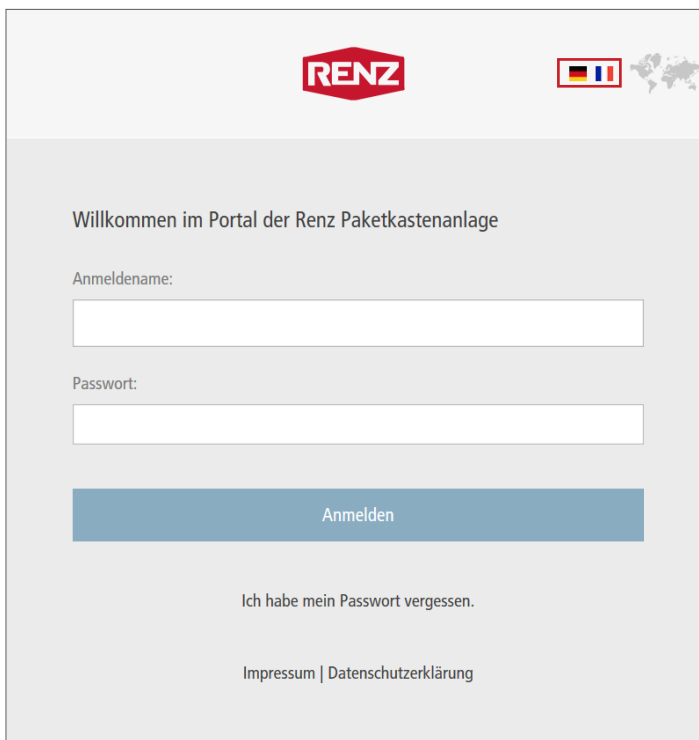 RENZ
Willkommen im Portal der Renz Paketkastenanlage
Anmeldename:
Passwort:
Anmelden
Ich habe mein Passwort vergessen.
Impressum | Datenschutzerklärung